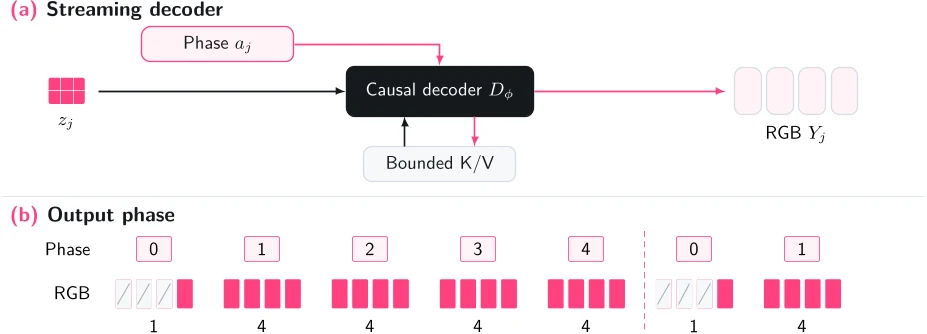 (a) Streaming decoder
Phase a_j
Causal decoder D_ϕ
z_j
RGB Y_j
Bounded K/V
(b) Output phase
Phase 0 1 2 3 4 0 1
RGB
1 4 4 4 4 1 4